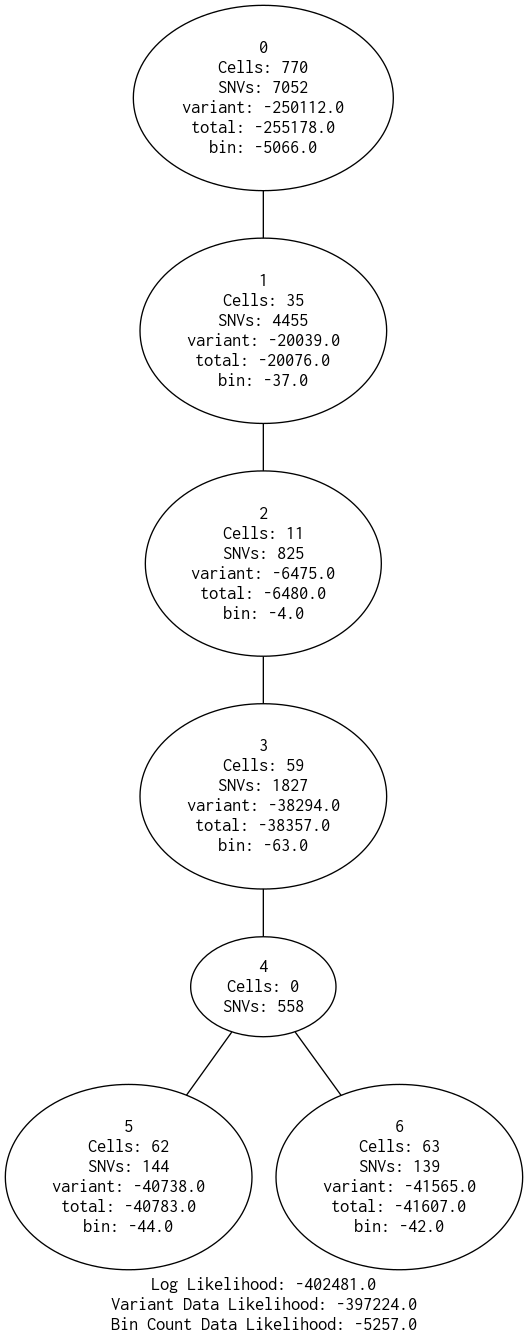 0
Cells: 770
SNVs: 7052
variant: -250112.0
total: -255178.0
bin: -5066.0
1
Cells: 35
SNVs: 4455
variant: -20039.0
total: -20076.0
bin: -37.0
2
Cells: 11
SNVs: 825
variant: -6475.0
total: -6480.0
bin: -4.0
3
Cells: 59
SNVs: 1827
variant: -38294.0
total: -38357.0
bin: -63.0
4
Cells: 0
SNVs: 558
5
Cells: 62
SNVs: 144
variant: -40738.0
total: -40783.0
bin: -44.0
6
Cells: 63
SNVs: 139
variant: -41565.0
total: -41607.0
bin: -42.0
Log Likelihood: -402481.0
Variant Data Likelihood: -397224.0
Bin Count Data Likelihood: -5257.0